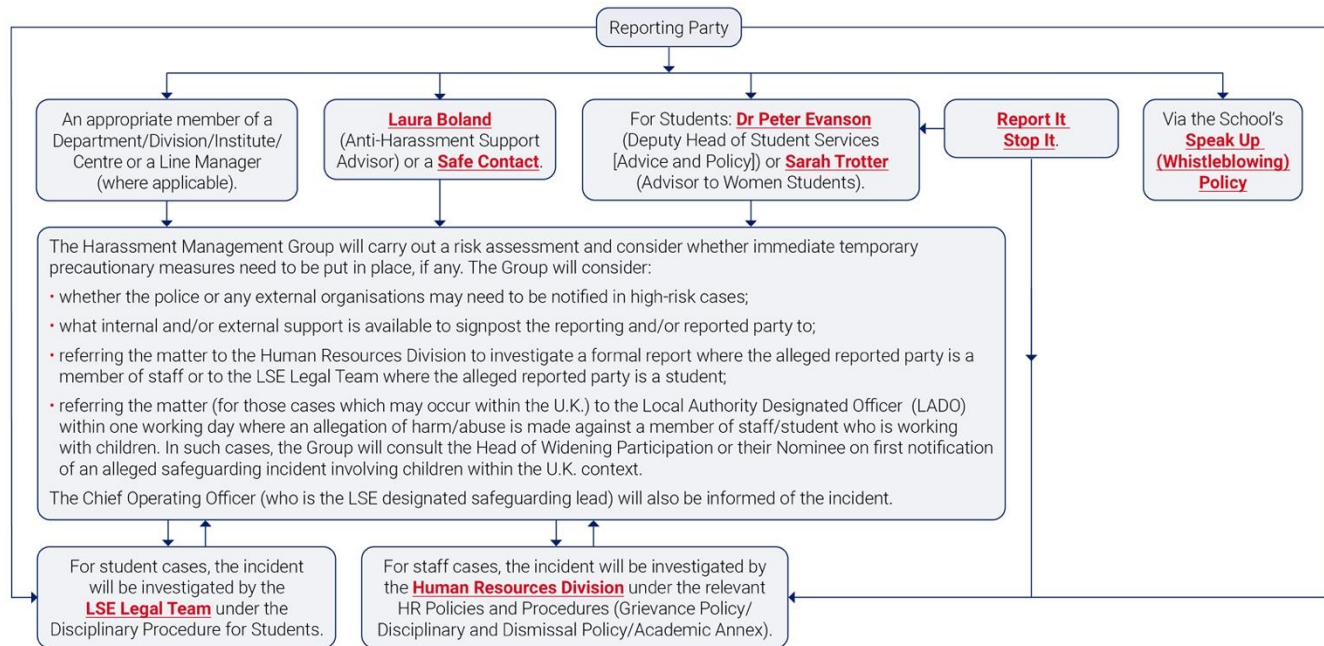 Reporting Party
An appropriate member of a
Department/Division/Institute/
Centre or a Line Manager
(where applicable).
Laura Boland
(Anti-Harassment Support
Advisor) or a Safe Contact.
For Students: Dr Peter Evanson
(Deputy Head of Student Services
[Advice and Policy]) or Sarah Trotter
(Advisor to Women Students).
Report It
Stop It.
Via the School’s
Speak Up
(Whistleblowing)
Policy
The Harassment Management Group will carry out a risk assessment and consider whether immediate temporary
precautionary measures need to be put in place, if any. The Group will consider:
• whether the police or any external organisations may need to be notified in high-risk cases;
• what internal and/or external support is available to signpost the reporting and/or reported party to;
• referring the matter to the Human Resources Division to investigate a formal report where the alleged reported party is a
member of staff or to the LSE Legal Team where the alleged reported party is a student;
• referring the matter (for those cases which may occur within the U.K.) to the Local Authority Designated Officer (LADO)
within one working day where an allegation of harm/abuse is made against a member of staff/student who is working
with children. In such cases, the Group will consult the Head of Widening Participation or their Nominee on first notification
of an alleged safeguarding incident involving children within the U.K. context.
The Chief Operating Officer (who is the LSE designated safeguarding lead) will also be informed of the incident.
For student cases, the incident
will be investigated by the
LSE Legal Team under the
Disciplinary Procedure for Students.
For staff cases, the incident will be investigated by
the Human Resources Division under the relevant
HR Policies and Procedures (Grievance Policy/
Disciplinary and Dismissal Policy/Academic Annex).